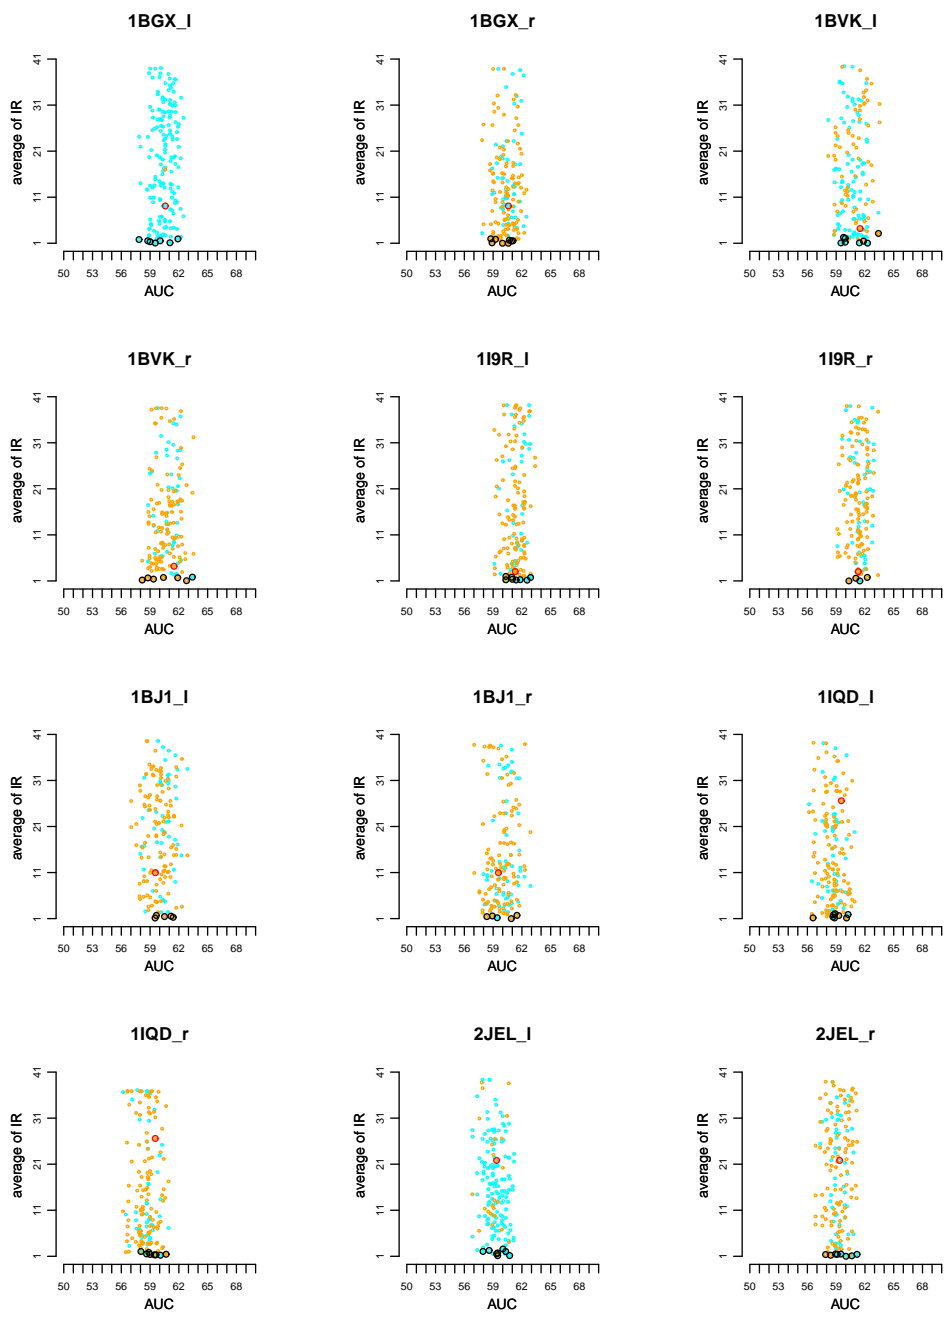 1BGX_l 1BGX_r 1BVK_l
average of IR 41 31 21 11 1 average of IR 41 31 21 11 1 average of IR 41 31 21 11 1
50 53 56 59 62 65 68 50 53 56 59 62 65 68 50 53 56 59 62 65 68
AUC AUC AUC
1BVK_r 1I9R_l 1I9R_r
average of IR 41 31 21 11 1 average of IR 41 31 21 11 1 average of IR 41 31 21 11 1
50 53 56 59 62 65 68 50 53 56 59 62 65 68 50 53 56 59 62 65 68
AUC AUC AUC
1BJ1_l 1BJ1_r 1IQD_l
average of IR 41 31 21 11 1 average of IR 41 31 21 11 1 average of IR 41 31 21 11 1
50 53 56 59 62 65 68 50 53 56 59 62 65 68 50 53 56 59 62 65 68
AUC AUC AUC
1IQD_r 2JEL_l 2JEL_r
average of IR 41 31 21 11 1 average of IR 41 31 21 11 1 average of IR 41 31 21 11 1
50 53 56 59 62 65 68 50 53 56 59 62 65 68 50 53 56 59 62 65 68
AUC AUC AUC